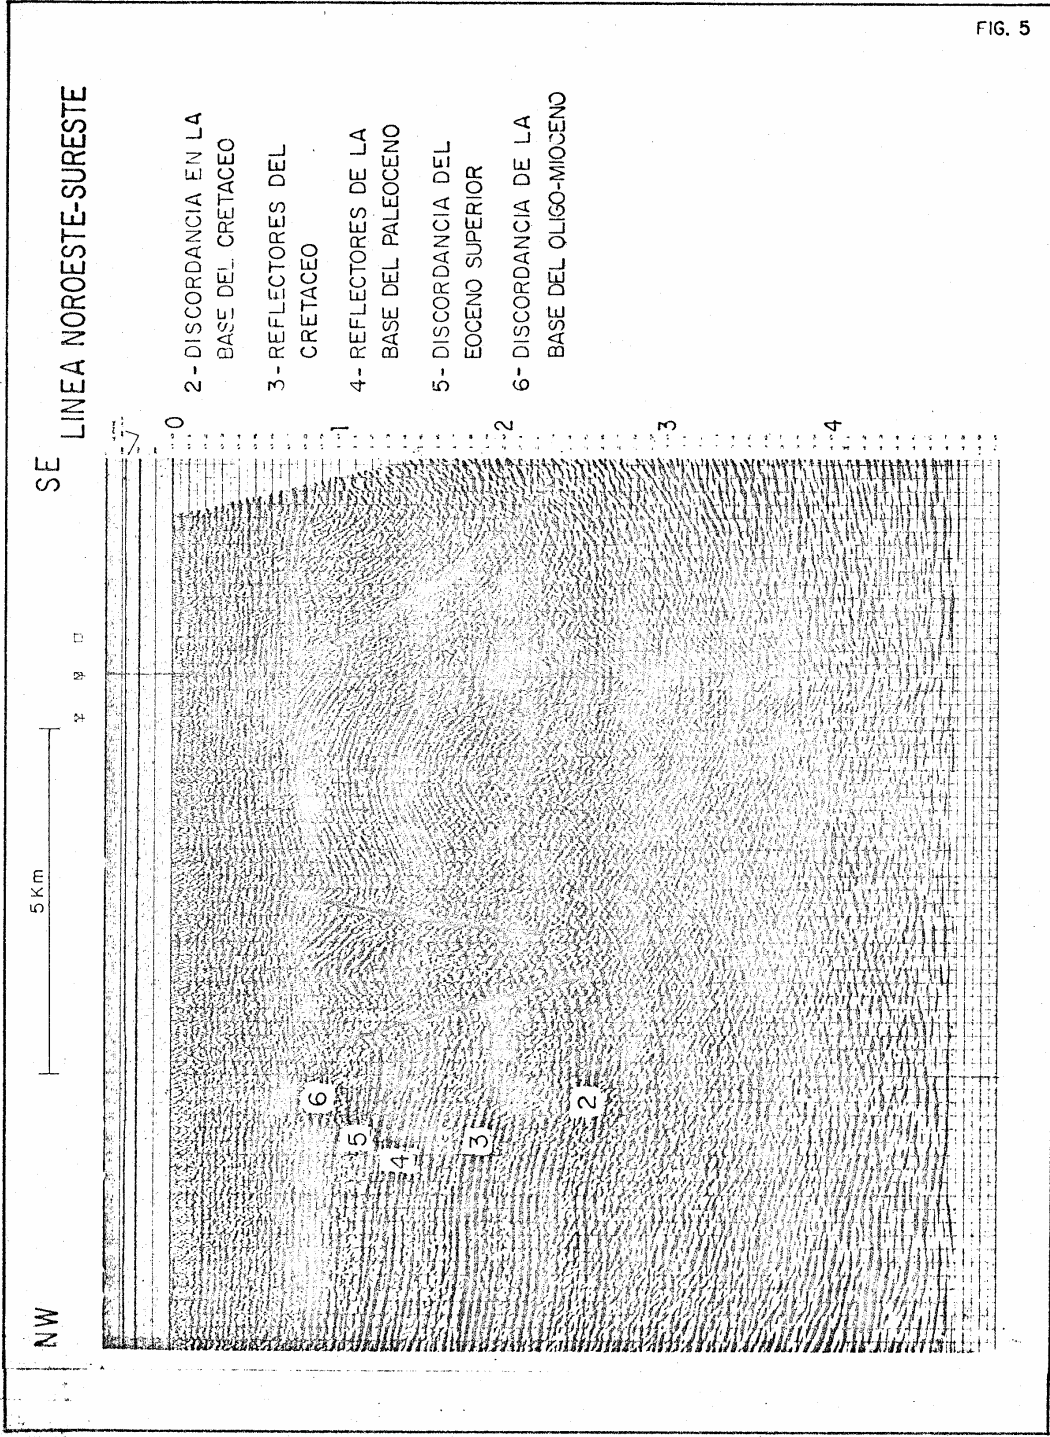 FIG. 5
NW
5Km
SE
LINEA NOROESTE-SURESTE
2- DISCORDANCIA EN LA
BASE DEL CRETACEO
3- REFLECTORES DEL
CRETACEO
4- REFLECTORES DE LA
BASE DEL PALEOCENO
5- DISCORDANCIA DEL
EOCENO SUPERIOR
6- DISCORDANCIA DE LA
BASE DEL OLIGO-MIOCENO
0
1
2
3
4
6
5
4
3
2